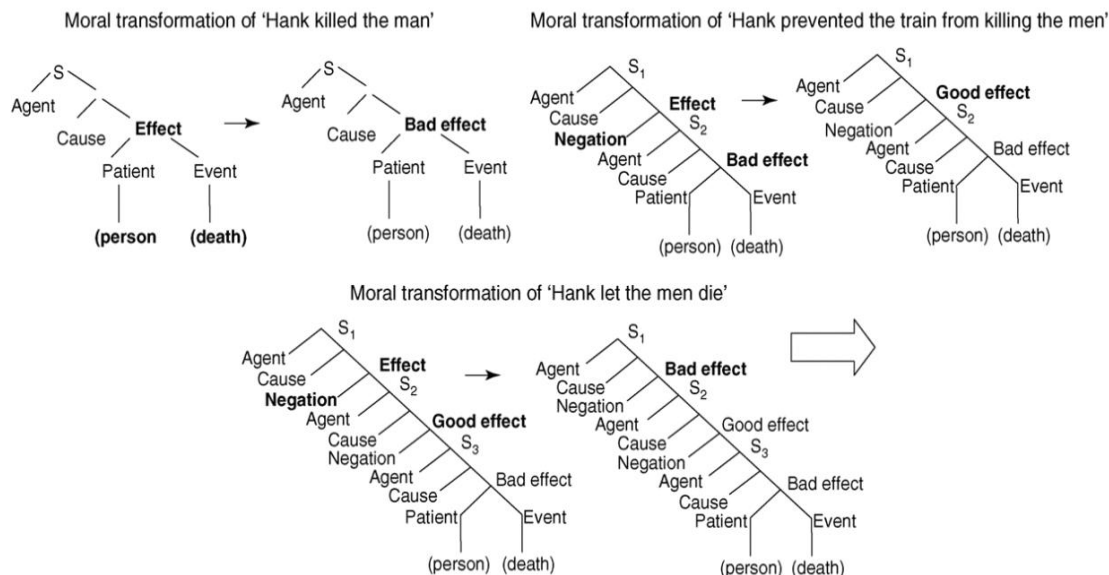 Moral transformation of ‘Hank killed the man’
S
Agent
Cause
Effect
Patient
Event
(person
(death)
S
Agent
Cause
Bad effect
Patient
Event
(person)
(death)
Moral transformation of ‘Hank prevented the train from killing the men’
S1
Agent
Cause
Effect
Negation
S2
Agent
Bad effect
Cause
Patient
Event
(person) (death)
S1
Agent
Good effect
Cause
S2
Negation
Agent
Bad effect
Cause
Patient
Event
(person) (death)
Moral transformation of ‘Hank let the men die’
S1
Agent
Effect
Cause
S2
Negation
Agent
Good effect
Cause
S3
Negation
Agent
Bad effect
Cause
Patient
Event
(person) (death)
S1
Agent
Bad effect
Cause
S2
Negation
Agent
Good effect
Cause
S3
Negation
Agent
Bad effect
Cause
Patient
Event
(person) (death)